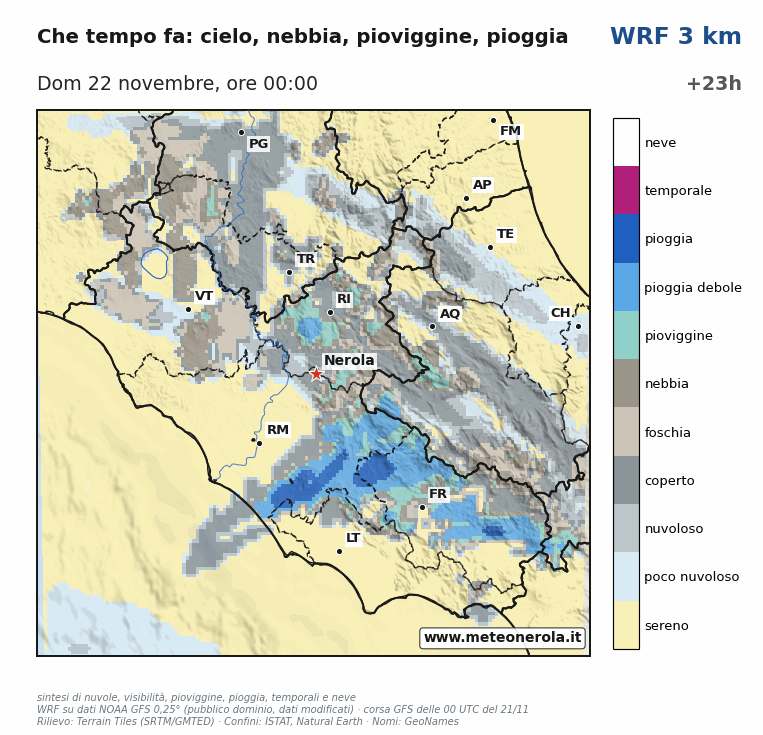 Che tempo fa: cielo, nebbia, pioviggine, pioggia
WRF 3 km
Dom 22 novembre, ore 00:00
+23h
FM
PG
AP
TE
TR
VT
RI
AQ
CH.
Nerola
RM
FR
LT
www.meteonerola.it
neve
temporale
pioggia
pioggia debole
pioviggine
nebbia
foschia
coperto
nuvoloso
poco nuvoloso
sereno
sintesi di nuvole, visibilità, pioviggine, pioggia, temporali e neve
WRF su dati NOAA GFS 0,25° (pubblico dominio, dati modificati) · corsa GFS delle 00 UTC del 21/11
Rilievo: Terrain Tiles (SRTM/GMTED) · Confini: ISTAT, Natural Earth · Nomi: GeoNames